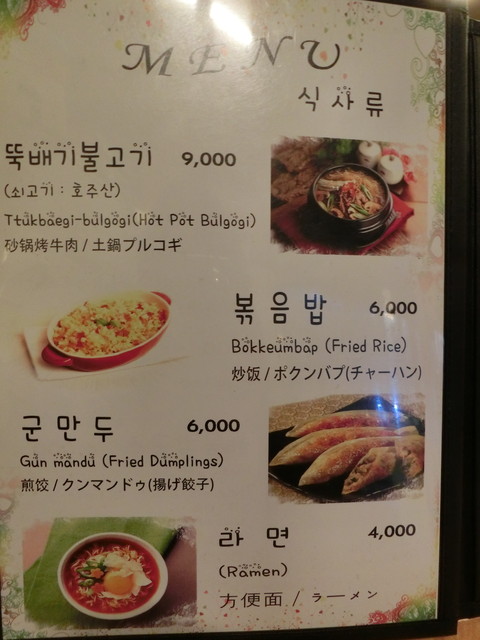 MENU
식사류
뚝배기불고기 9,000
(쇠고기 : 호주산)
Ttukbaegi-bulgogi(Hot Pot Bulgogi)
砂锅烤牛肉 / 土鍋プルコギ
볶음밥 6,000
Bokkeumbap (Fried Rice)
炒饭 / ポクンパプ(チャーハン)
군만두 6,000
Gun mandu (Fried Dumplings)
煎饺 / クンマンドゥ(揚げ餃子)
라면 4,000
(Ramen)
方便面 / ラーメン